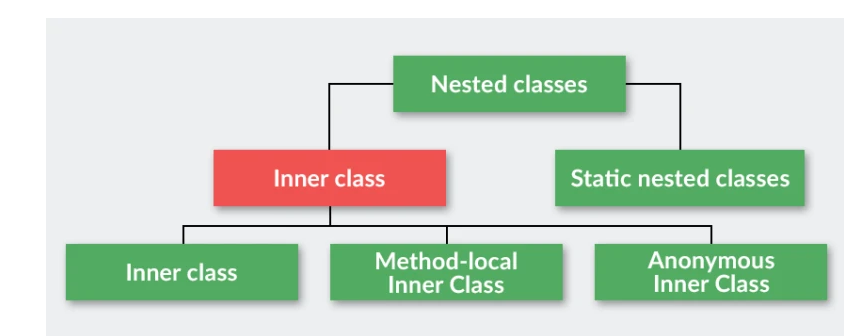 Nested classes
Inner class
Static nested classes
Inner class
Method-local
Inner Class
Anonymous
Inner Class